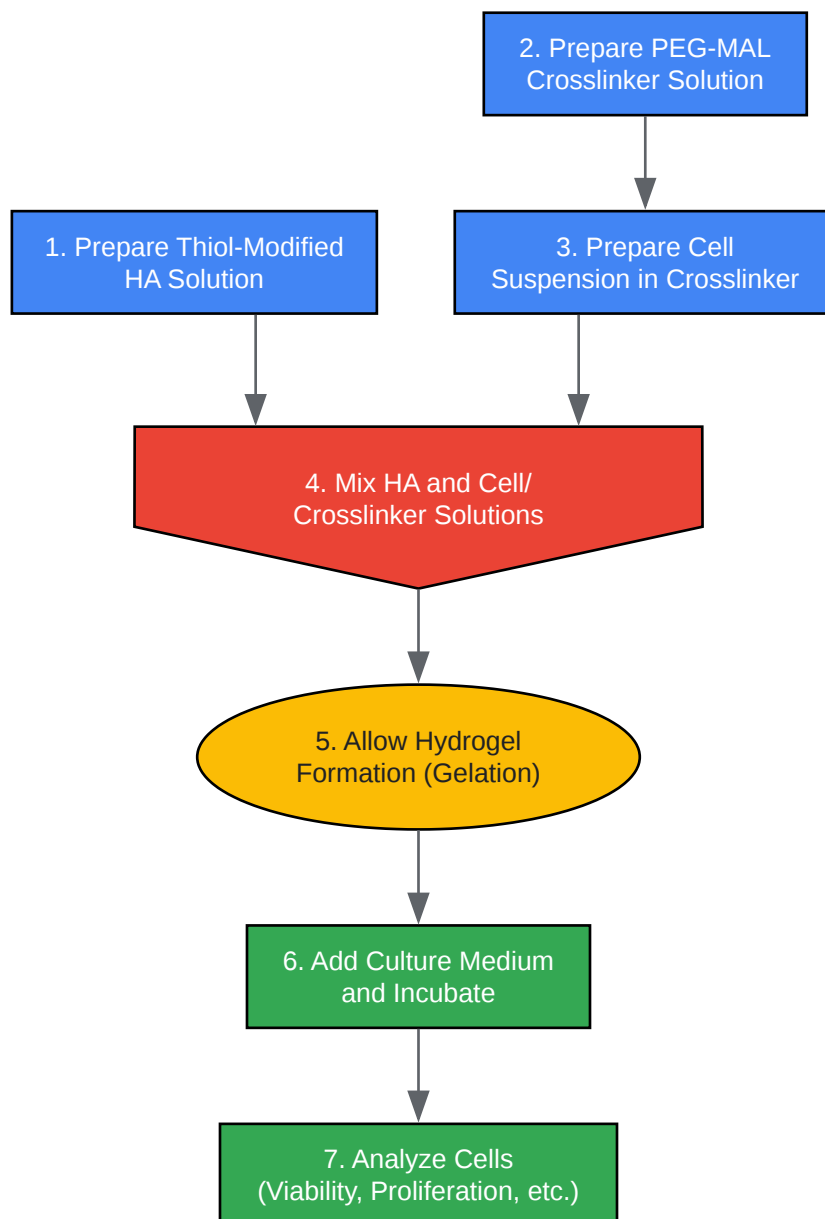 2. Prepare PEG-MAL
Crosslinker Solution
1. Prepare Thiol-Modified
HA Solution
3. Prepare Cell
Suspension in Crosslinker
4. Mix HA and Cell/
Crosslinker Solutions
5. Allow Hydrogel
Formation (Gelation)
6. Add Culture Medium
and Incubate
7. Analyze Cells
(Viability, Proliferation, etc.)